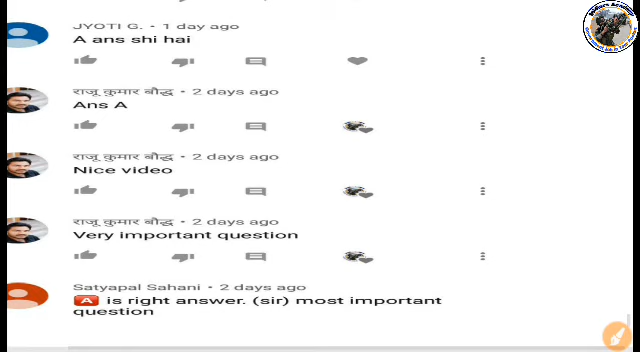 JYOTI G. • 1 day ago
A ans shi hai
राजू कुमार बौद्ध • 2 days ago
Ans A
राजू कुमार बौद्ध • 2 days ago
Nice video
राजू कुमार बौद्ध • 2 days ago
Very important question
Satyapal Sahani • 2 days ago
A is right answer. (sir) most important
question